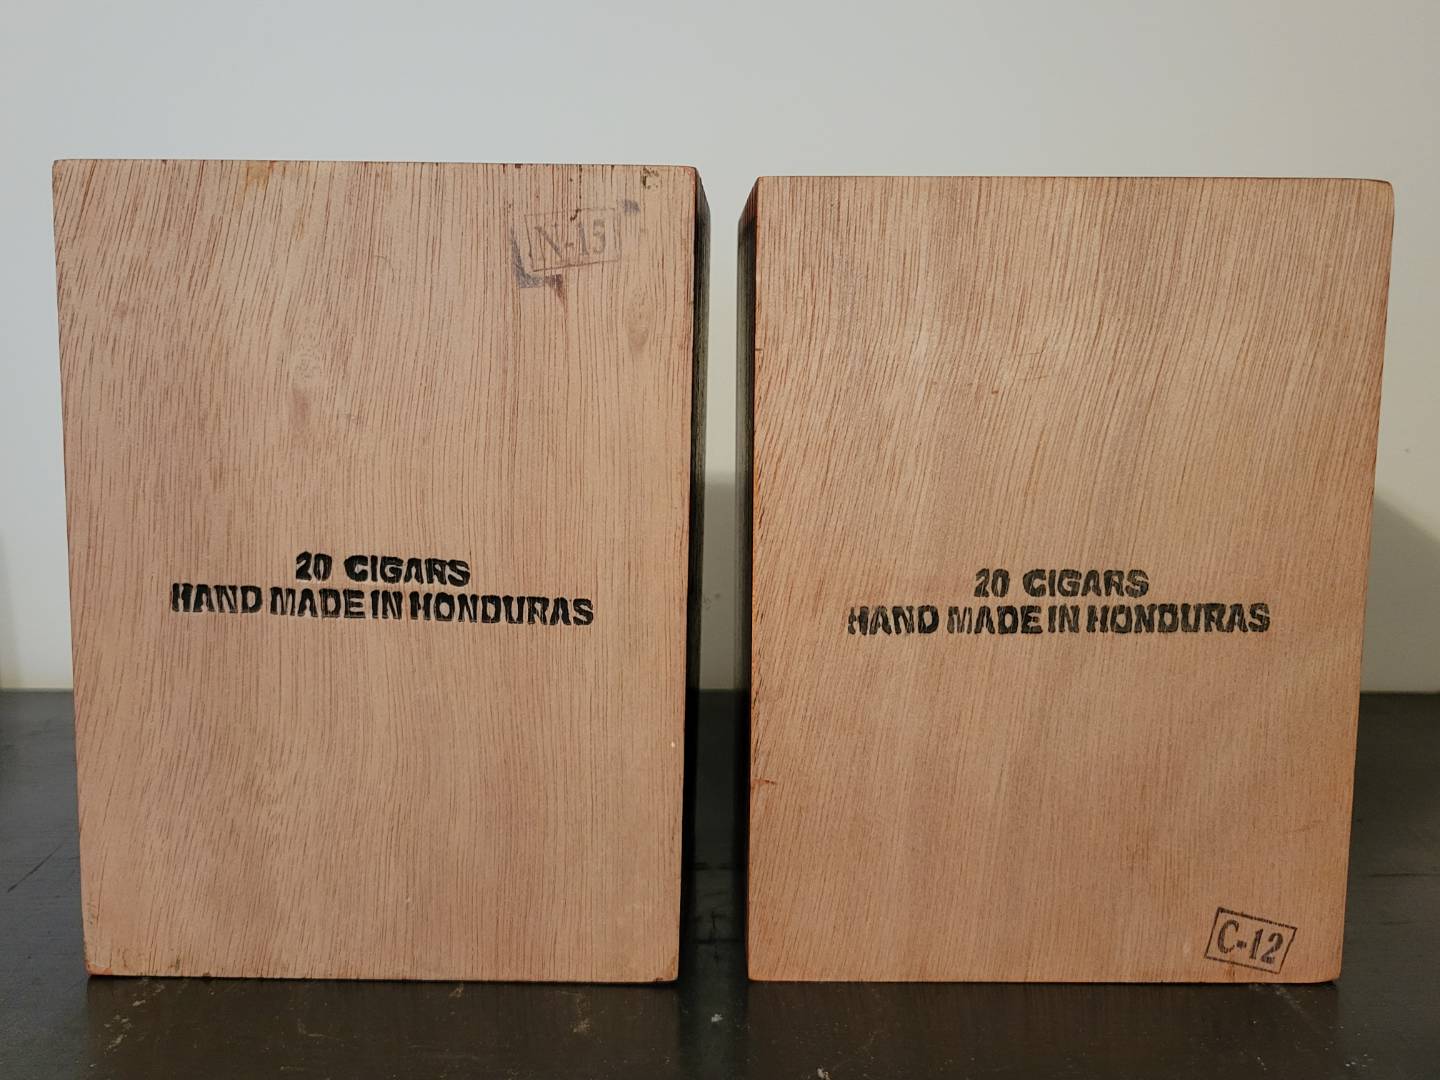 N-15
20 CIGARS
HAND MADE IN HONDURAS
20 CIGARS
HAND MADE IN HONDURAS
C-12